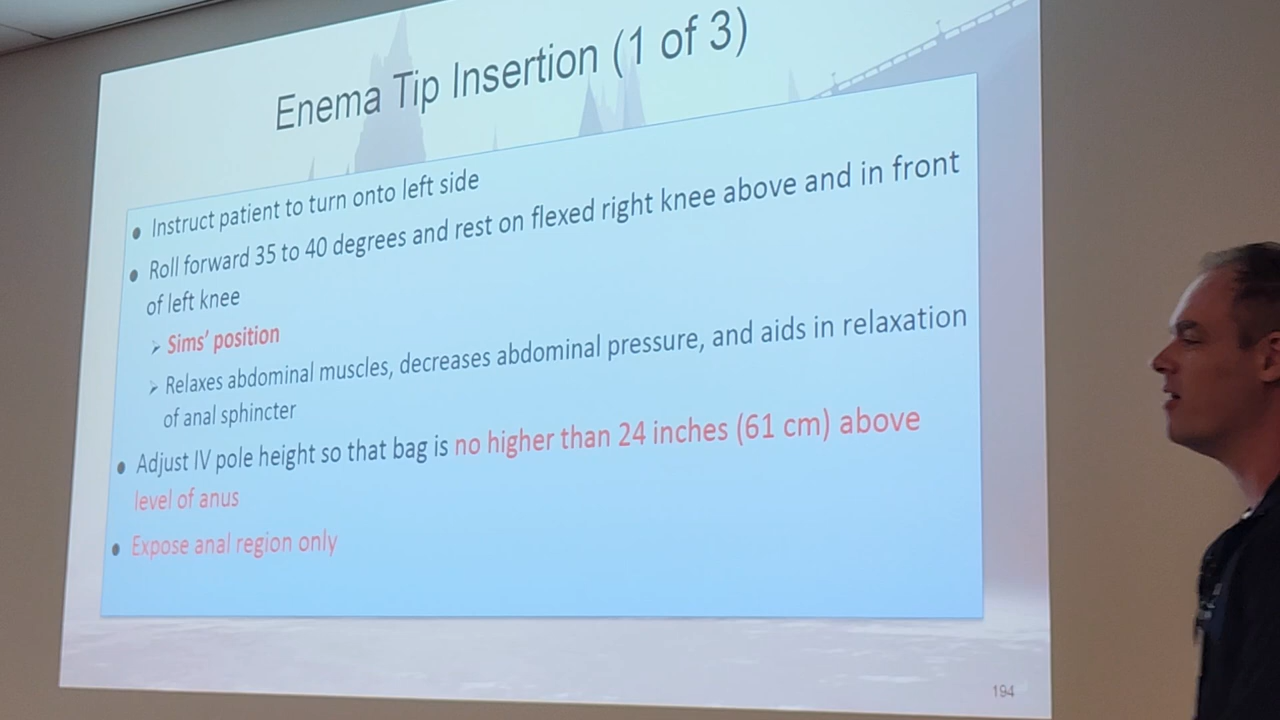 Enema Tip Insertion (1 of 3)
• Instruct patient to turn onto left side
• Roll forward 35 to 40 degrees and rest on flexed right knee above and in front
of left knee
➢ Sims’ position
➢ Relaxes abdominal muscles, decreases abdominal pressure, and aids in relaxation
of anal sphincter
• Adjust IV pole height so that bag is no higher than 24 inches (61 cm) above
level of anus
• Expose anal region only
194